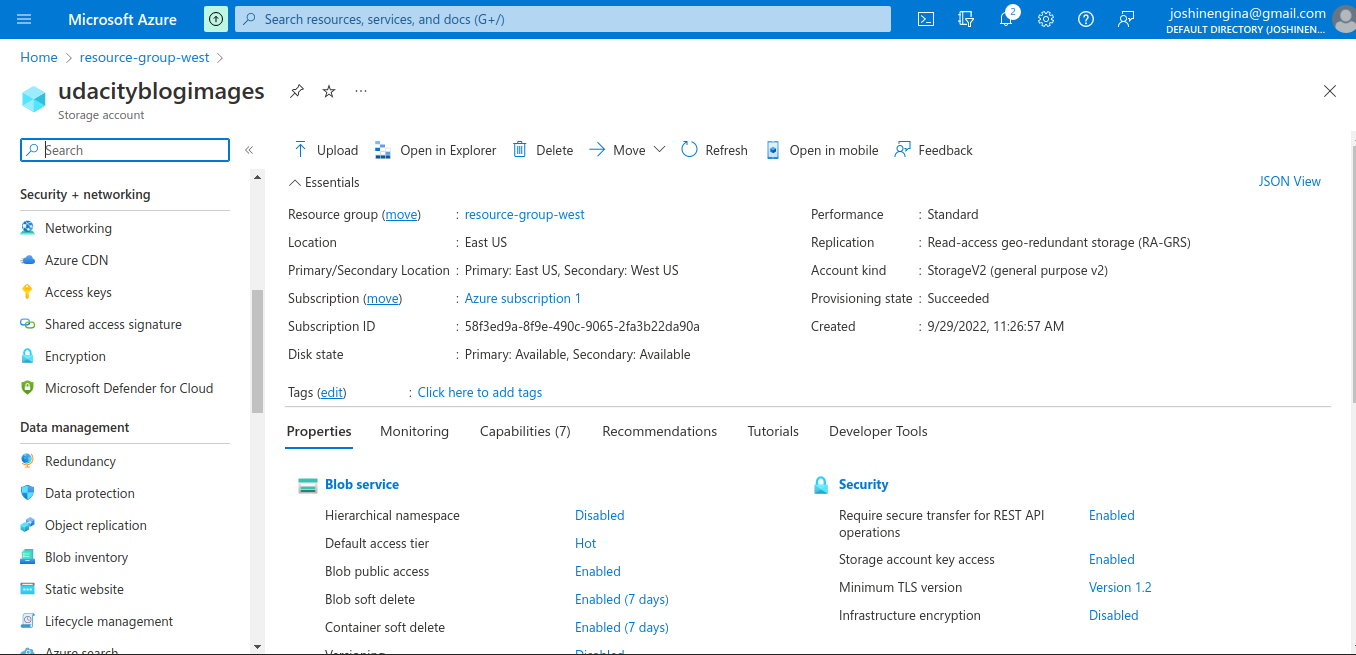 Microsoft Azure
Search resources, services, and docs (G+/)
2
joshinengina@gmail.com
DEFAULT DIRECTORY (JOSHINEN...
Home > resource-group-west >
udacityblogimages
...
Storage account
Search
«
Upload Open in Explorer Delete Move Refresh Open in mobile Feedback
Essentials
JSON View
Security + networking
Networking
Azure CDN
Access keys
Shared access signature
Encryption
Microsoft Defender for Cloud
Data management
Redundancy
Data protection
Object replication
Blob inventory
Static website
Lifecycle management
Azure search
Resource group (move) : resource-group-west
Location : East US
Primary/Secondary Location : Primary: East US, Secondary: West US
Subscription (move) : Azure subscription 1
Subscription ID : 58f3ed9a-8f9e-490c-9065-2fa3b22da90a
Disk state : Primary: Available, Secondary: Available
Performance : Standard
Replication : Read-access geo-redundant storage (RA-GRS)
Account kind : StorageV2 (general purpose v2)
Provisioning state : Succeeded
Created : 9/29/2022, 11:26:57 AM
Tags (edit) : Click here to add tags
Properties Monitoring Capabilities (7) Recommendations Tutorials Developer Tools
Blob service
Hierarchical namespace Disabled
Default access tier Hot
Blob public access Enabled
Blob soft delete Enabled (7 days)
Container soft delete Enabled (7 days)
Versioning Disabled
Security
Require secure transfer for REST API Enabled
operations
Storage account key access Enabled
Minimum TLS version Version 1.2
Infrastructure encryption Disabled